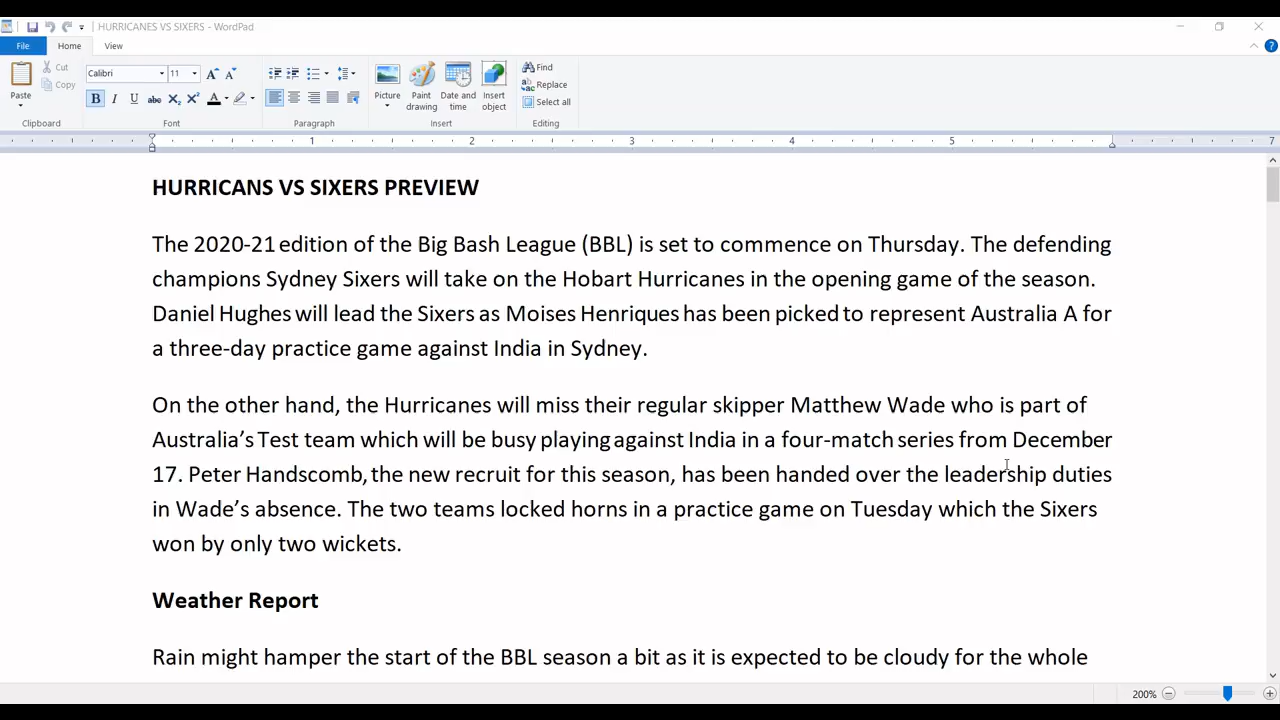 HURRICANES VS SIXERS - WordPad
File Home View
Cut
Copy
Paste
Clipboard
Calibri 11
B I U abc X₂ X² A
Font
Paragraph
Picture
Paint drawing
Date and time
Insert object
Insert
Find
Replace
Select all
Editing
1 2 3 4 5 7
HURRICANS VS SIXERS PREVIEW
The 2020-21 edition of the Big Bash League (BBL) is set to commence on Thursday. The defending
champions Sydney Sixers will take on the Hobart Hurricanes in the opening game of the season.
Daniel Hughes will lead the Sixers as Moises Henriques has been picked to represent Australia A for
a three-day practice game against India in Sydney.
On the other hand, the Hurricanes will miss their regular skipper Matthew Wade who is part of
Australia’s Test team which will be busy playing against India in a four-match series from December
17. Peter Handscomb, the new recruit for this season, has been handed over the leadership duties
in Wade’s absence. The two teams locked horns in a practice game on Tuesday which the Sixers
won by only two wickets.
Weather Report
Rain might hamper the start of the BBL season a bit as it is expected to be cloudy for the whole
200%